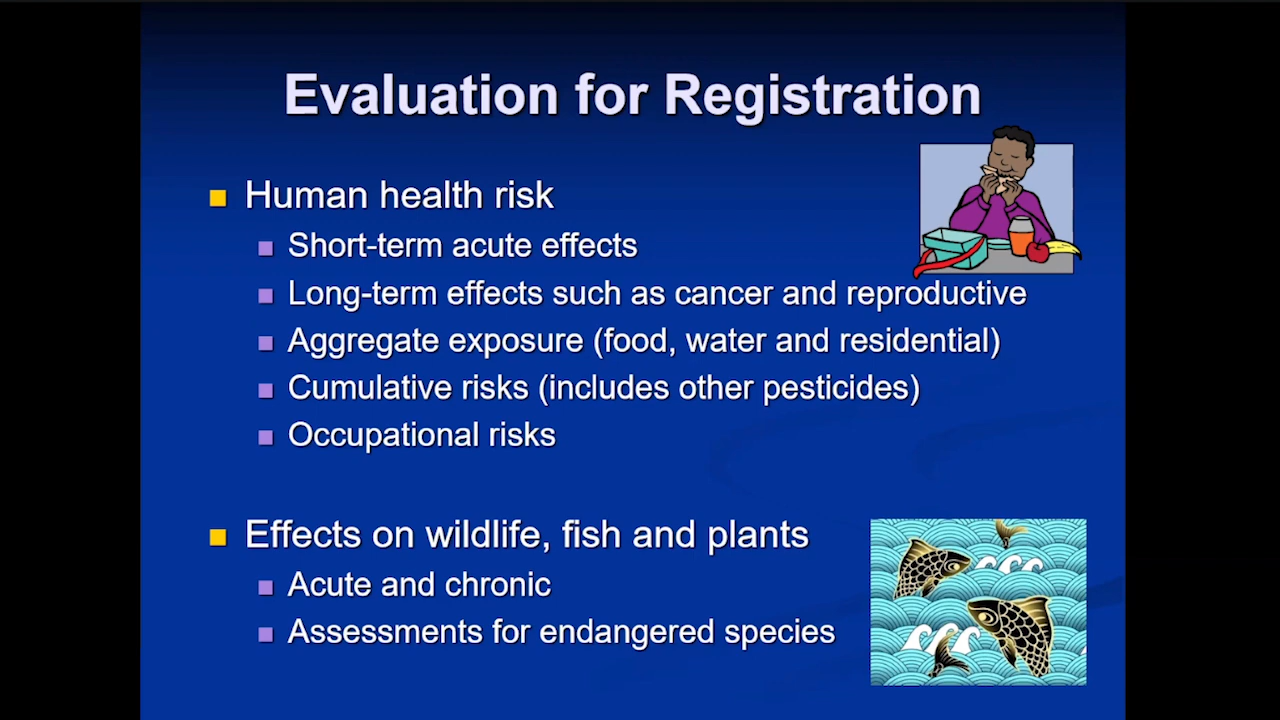 Evaluation for Registration
Human health risk
Short-term acute effects
Long-term effects such as cancer and reproductive
Aggregate exposure (food, water and residential)
Cumulative risks (includes other pesticides)
Occupational risks
Effects on wildlife, fish and plants
Acute and chronic
Assessments for endangered species